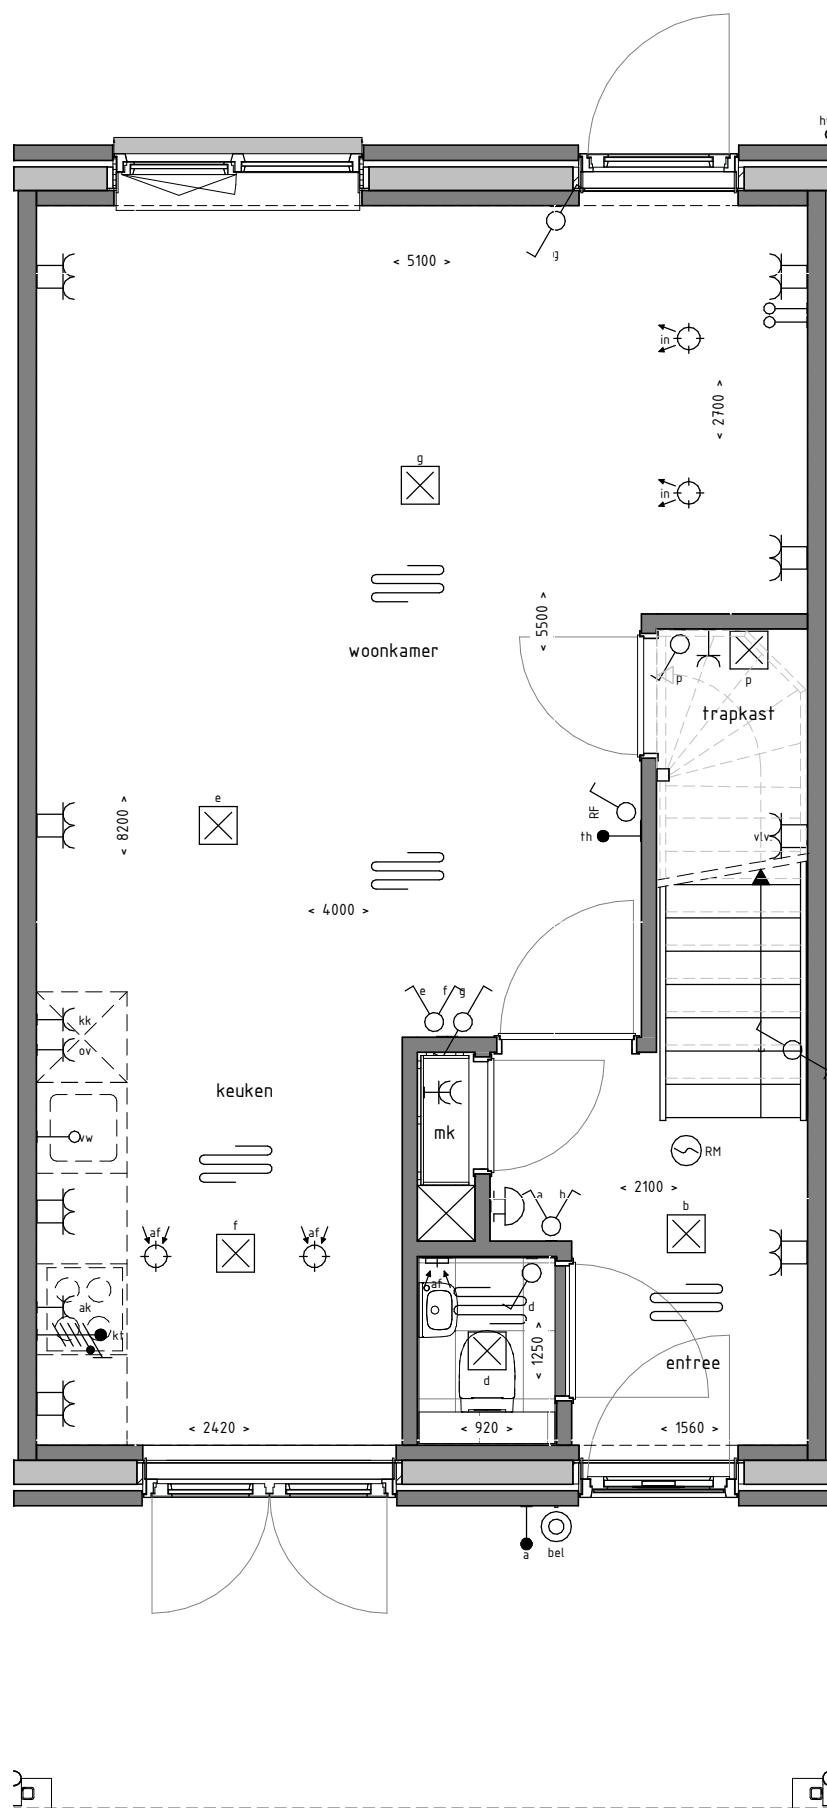 < 5100 >
g
in
< 2700 >
g
in
< 5500 >
woonkamer
p
p
trapkast
e
< 8200 >
RF
th
vlv.
< 4000 >
e
f
g
kk
ov
keuken
vw
mk
RM
< 2100 >
a
b
b
f
af
af
af
d
ak
kt
< 1250 >
d
entree
< 2420 >
< 920 >
< 1560 >
a
bel